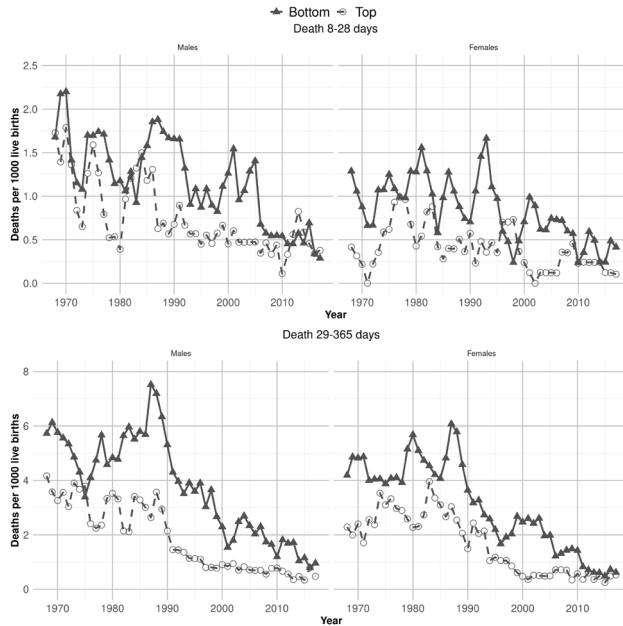 Bottom Top
Death 8-28 days
Males Females
Deaths per 1000 live births
2.5
2.0
1.5
1.0
0.5
0.0
1970 1980 1990 2000 2010 1970 1980 1990 2000 2010
Year
Death 29-365 days
Males Females
Deaths per 1000 live births
8
6
4
2
0
1970 1980 1990 2000 2010 1970 1980 1990 2000 2010
Year